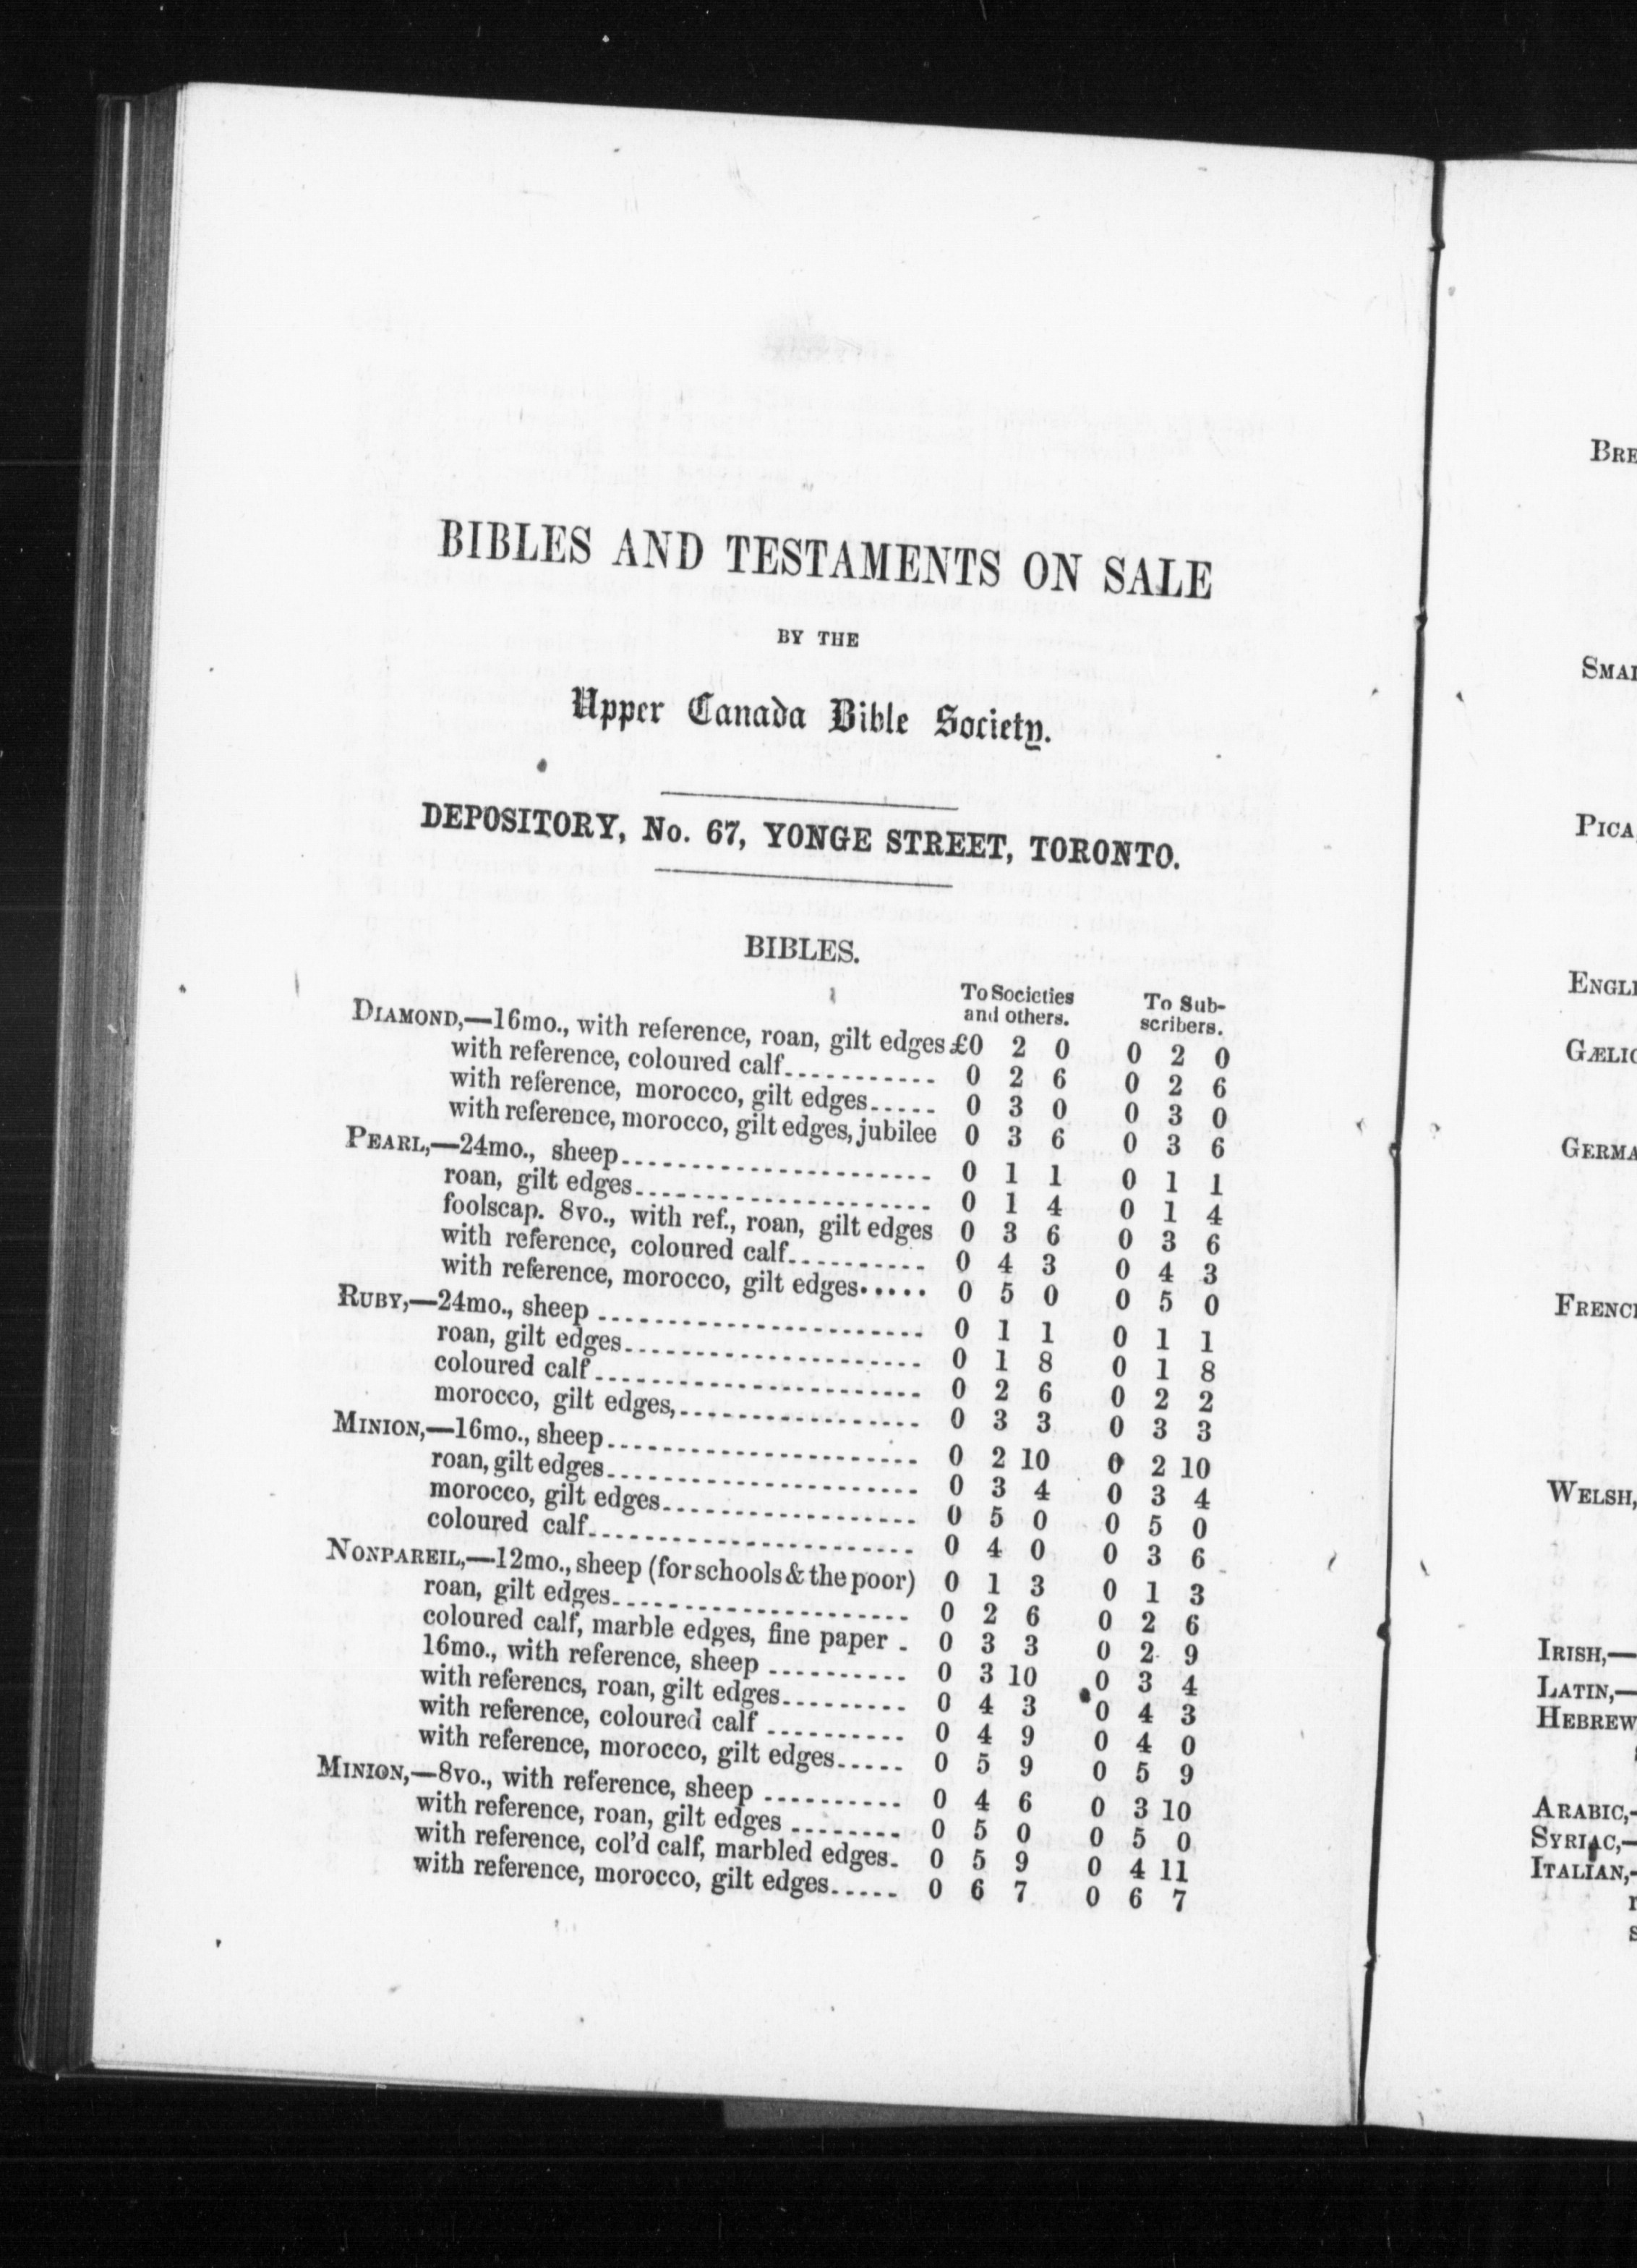 BIBLES AND TESTAMENTS ON SALE
BY THE
Upper Canada Bible Society.
DEPOSITORY, No. 67, YONGE STREET, TORONTO.
BIBLES.
To Societies and others. To Sub-scribers.
DIAMOND,—16mo., with reference, roan, gilt edges £0 2 0 0 2 0
with reference, coloured calf 0 2 6 0 2 6
with reference, morocco, gilt edges 0 3 0 0 3 0
with reference, morocco, gilt edges, jubilee 0 3 6 0 3 6
PEARL,—24mo., sheep 0 1 1 0 1 1
roan, gilt edges 0 1 4 0 1 4
foolscap. 8vo., with ref., roan, gilt edges 0 3 6 0 3 6
with reference, coloured calf 0 4 3 0 4 3
with reference, morocco, gilt edges 0 5 0 0 5 0
RUBY,—24mo., sheep 0 1 1 0 1 1
roan, gilt edges 0 1 8 0 1 8
coloured calf 0 2 6 0 2 2
morocco, gilt edges, 0 3 3 0 3 3
MINION,—16mo., sheep 0 2 10 0 2 10
roan, gilt edges 0 3 4 0 3 4
morocco, gilt edges 0 5 0 0 5 0
coloured calf 0 4 0 0 3 6
NONPAREIL,—12mo., sheep (for schools & the poor) 0 1 3 0 1 3
roan, gilt edges 0 2 6 0 2 6
coloured calf, marble edges, fine paper 0 3 3 0 2 9
16mo., with reference, sheep 0 3 10 0 3 4
with referencs, roan, gilt edges 0 4 3 0 4 3
with reference, coloured calf 0 4 9 0 4 0
with reference, morocco, gilt edges 0 5 9 0 5 9
MINION,—8vo., with reference, sheep 0 4 6 0 3 10
with reference, roan, gilt edges 0 5 0 0 5 0
with reference, col'd calf, marbled edges 0 5 9 0 4 11
with reference, morocco, gilt edges 0 6 7 0 6 7
PICA
WELSH,
IRISH,—
LATIN,—
HEBREW
ARABIC,—
SYRIAC,—
ITALIAN,—